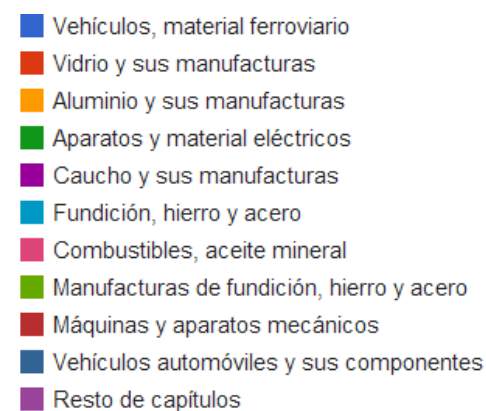 Vehículos, material ferroviario
Vidrio y sus manufacturas
Aluminio y sus manufacturas
Aparatos y material eléctricos
Caucho y sus manufacturas
Fundición, hierro y acero
Combustibles, aceite mineral
Manufacturas de fundición, hierro y acero
Máquinas y aparatos mecánicos
Vehículos automóviles y sus componentes
Resto de capítulos